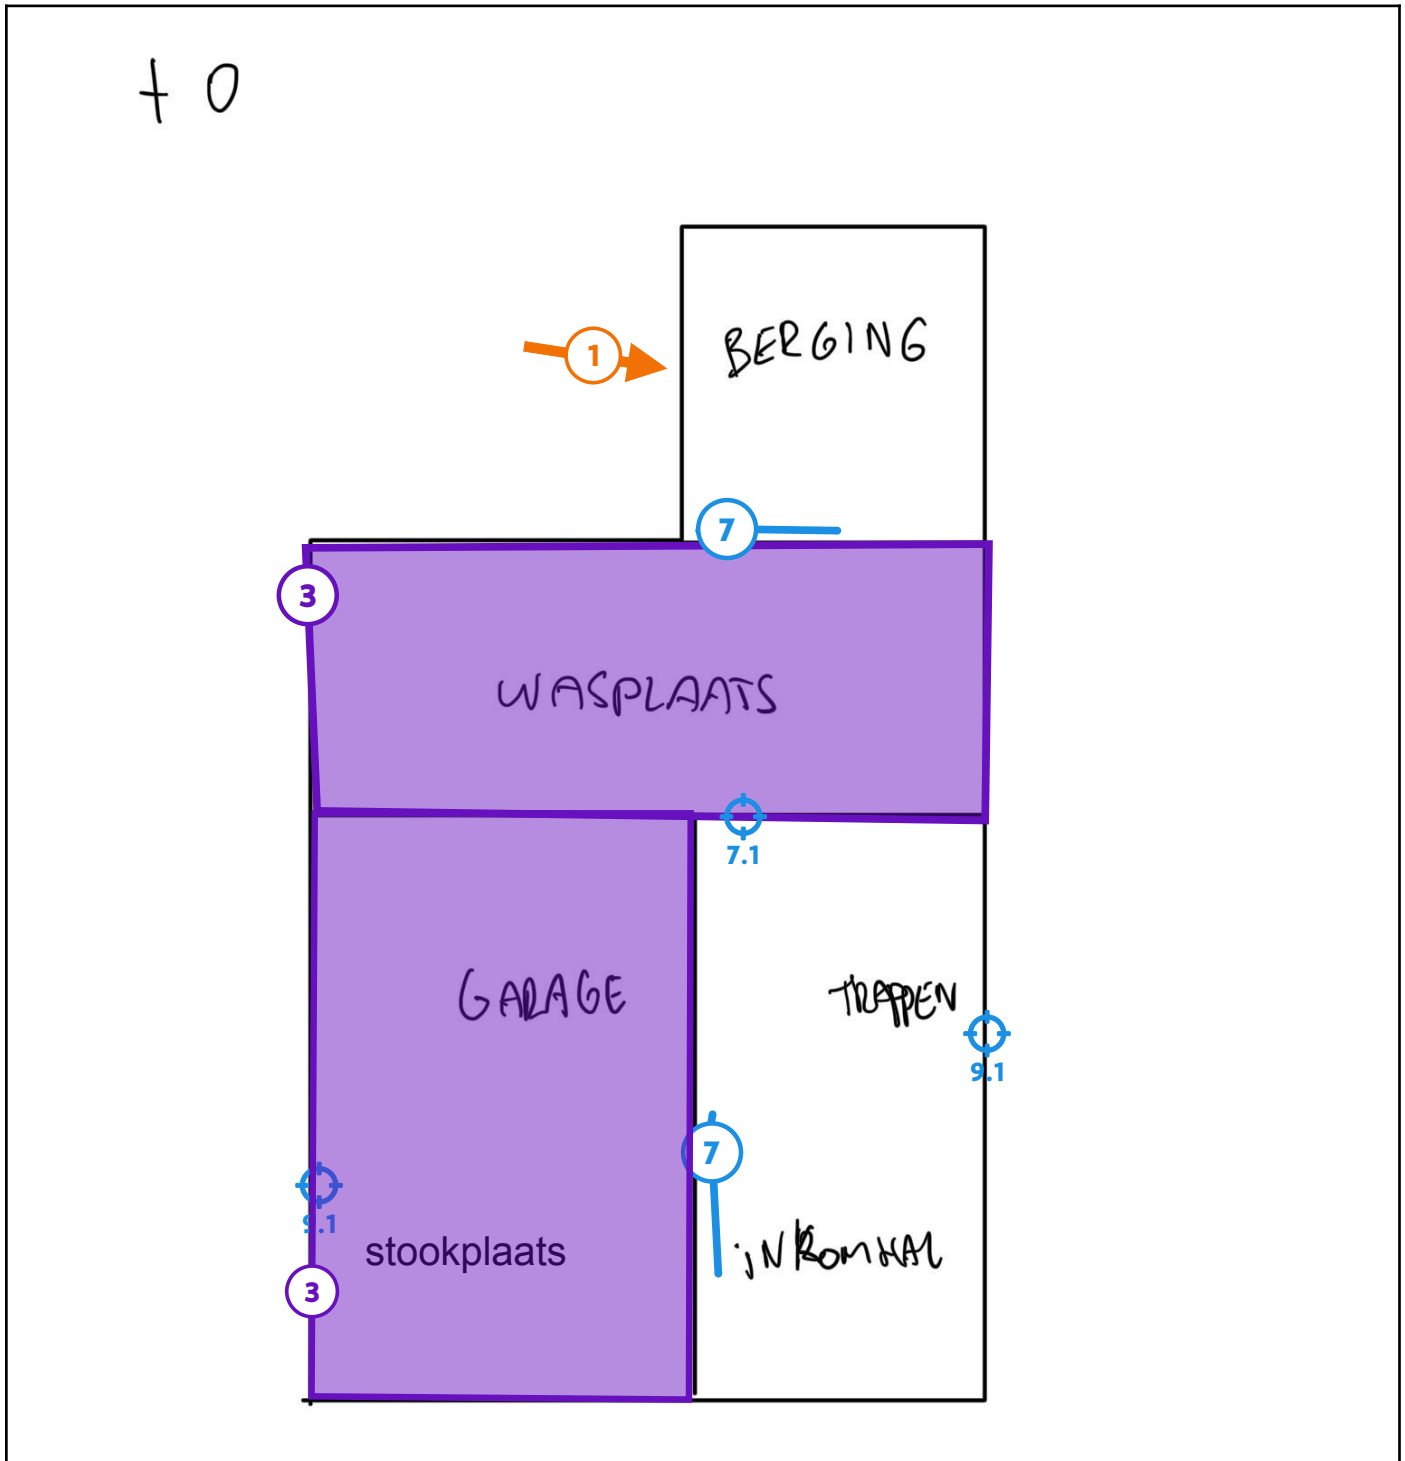 + 0
BERGING
1
7
3
WASPLAATS
7.1
GARAGE
TRAPPEN
9.1
7
9.1
stookplaats
iNKOMHAL
3